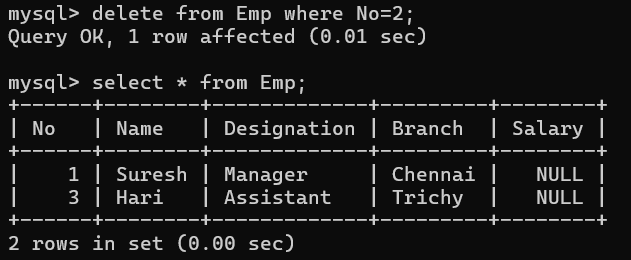 mysql> delete from Emp where No=2;
Query OK, 1 row affected (0.01 sec)

mysql> select * from Emp;
+------+--------+-------------+---------+--------+
| No   | Name   | Designation | Branch  | Salary |
+------+--------+-------------+---------+--------+
|    1 | Suresh | Manager     | Chennai |   NULL |
|    3 | Hari   | Assistant   | Trichy  |   NULL |
+------+--------+-------------+---------+--------+
2 rows in set (0.00 sec)